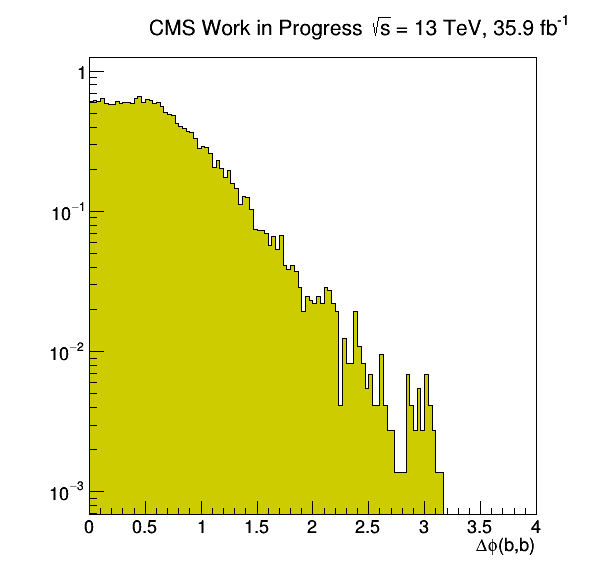 CMS Work in Progress √s = 13 TeV, 35.9 fb⁻¹
1
10⁻¹
10⁻²
10⁻³
0 0.5 1 1.5 2 2.5 3 3.5 4
Δϕ(b,b)